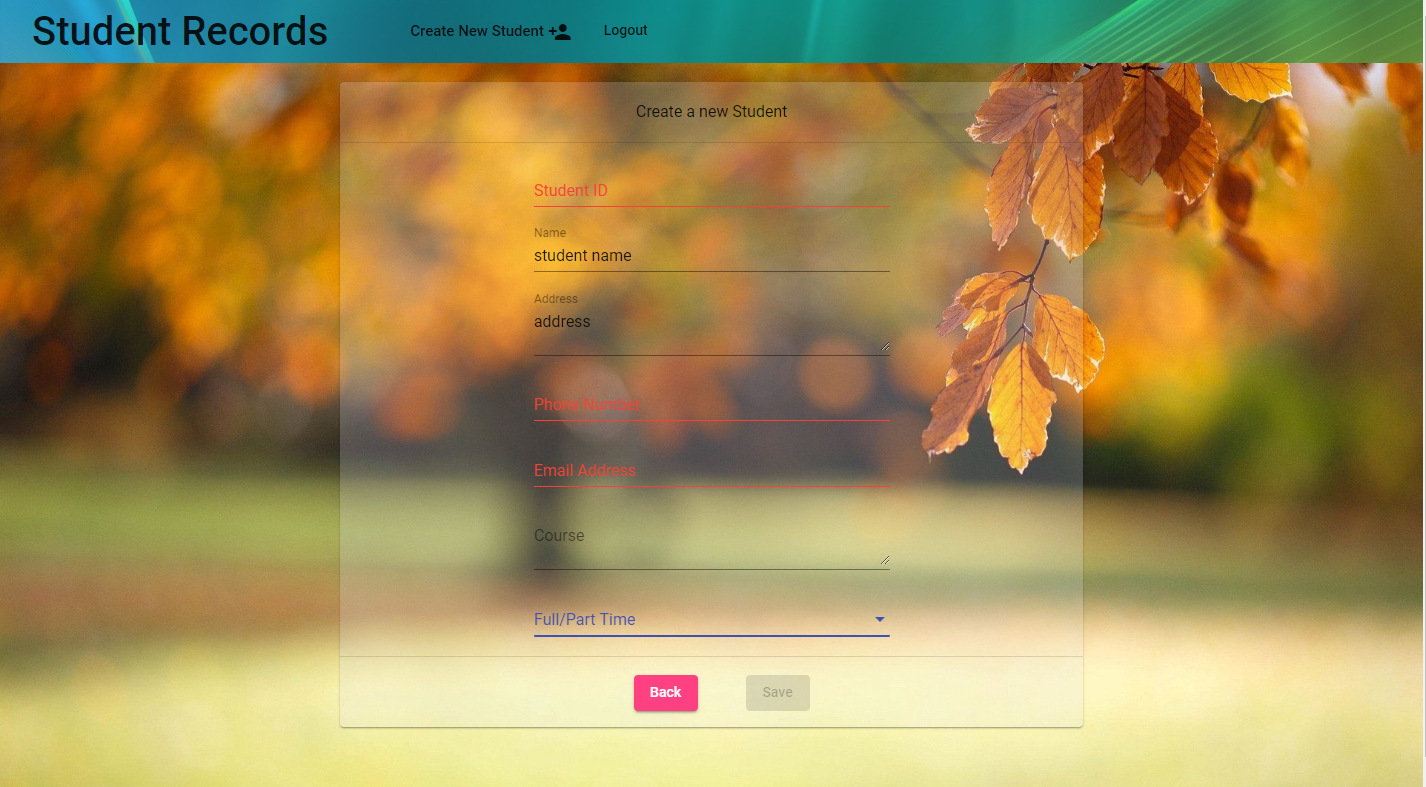 Student Records
Create New Student
Logout
Create a new Student
Student ID
Name
student name
Address
address
Phone Number
Email Address
Course
Full/Part Time
Back
Save